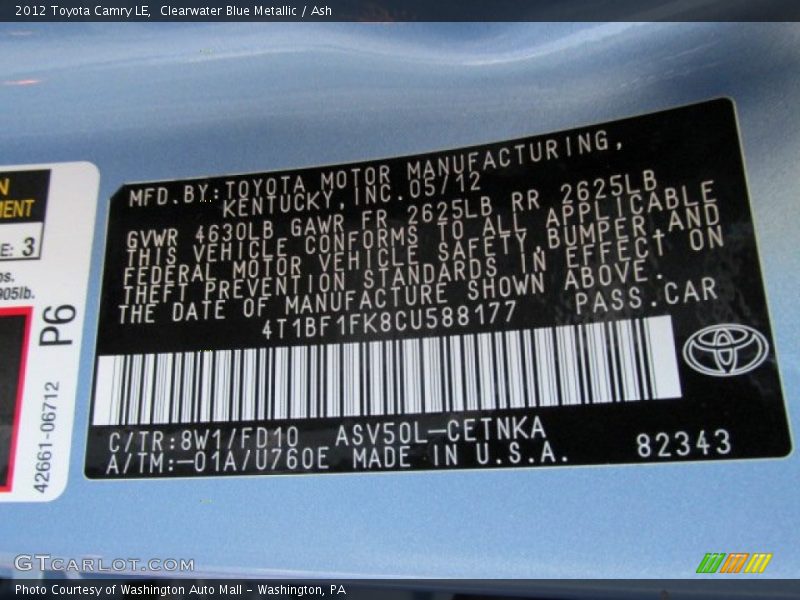 2012 Toyota Camry LE,  Clearwater Blue Metallic / Ash
MFD.BY:TOYOTA MOTOR MANUFACTURING,
KENTUCKY,INC.05/12
GVWR 4630LB GAWR FR 2625LB RR 2625LB
THIS VEHICLE CONFORMS TO ALL APPLICABLE
FEDERAL MOTOR VEHICLE SAFETY,BUMPER,AND
THEFT PREVENTION STANDARDS IN EFFECT ON
THE DATE OF MANUFACTURE SHOWN ABOVE.
4T1BF1FK8CU588177 PASS.CAR
C/TR:8W1/FD10 ASV50L-CETNKA
A/TM:-01A/U760E MADE IN U.S.A. 82343
E: 3
905lb.
P6
42661-06712
GTCARLOT.COM
Photo Courtesy of Washington Auto Mall - Washington, PA